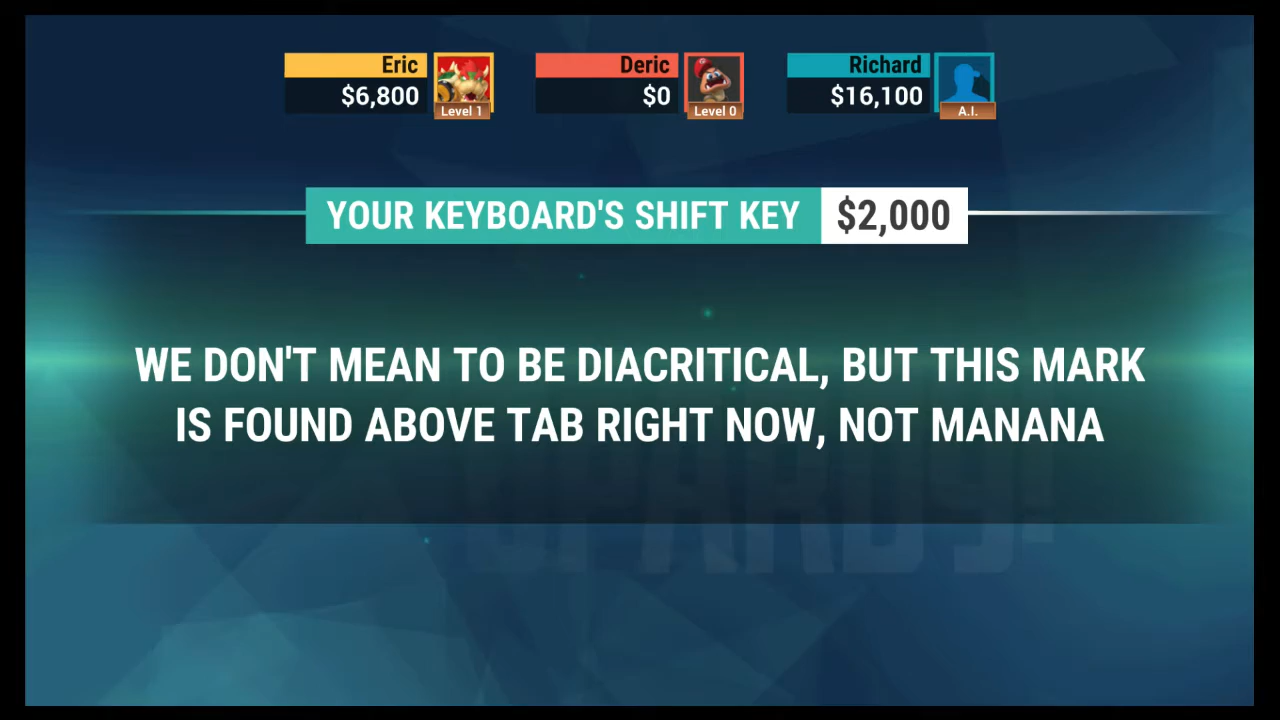 Eric
$6,800
Level 1
Deric
$0
Level 0
Richard
$16,100
A.I.
YOUR KEYBOARD'S SHIFT KEY $2,000
WE DON'T MEAN TO BE DIACRITICAL, BUT THIS MARK
IS FOUND ABOVE TAB RIGHT NOW, NOT MANANA